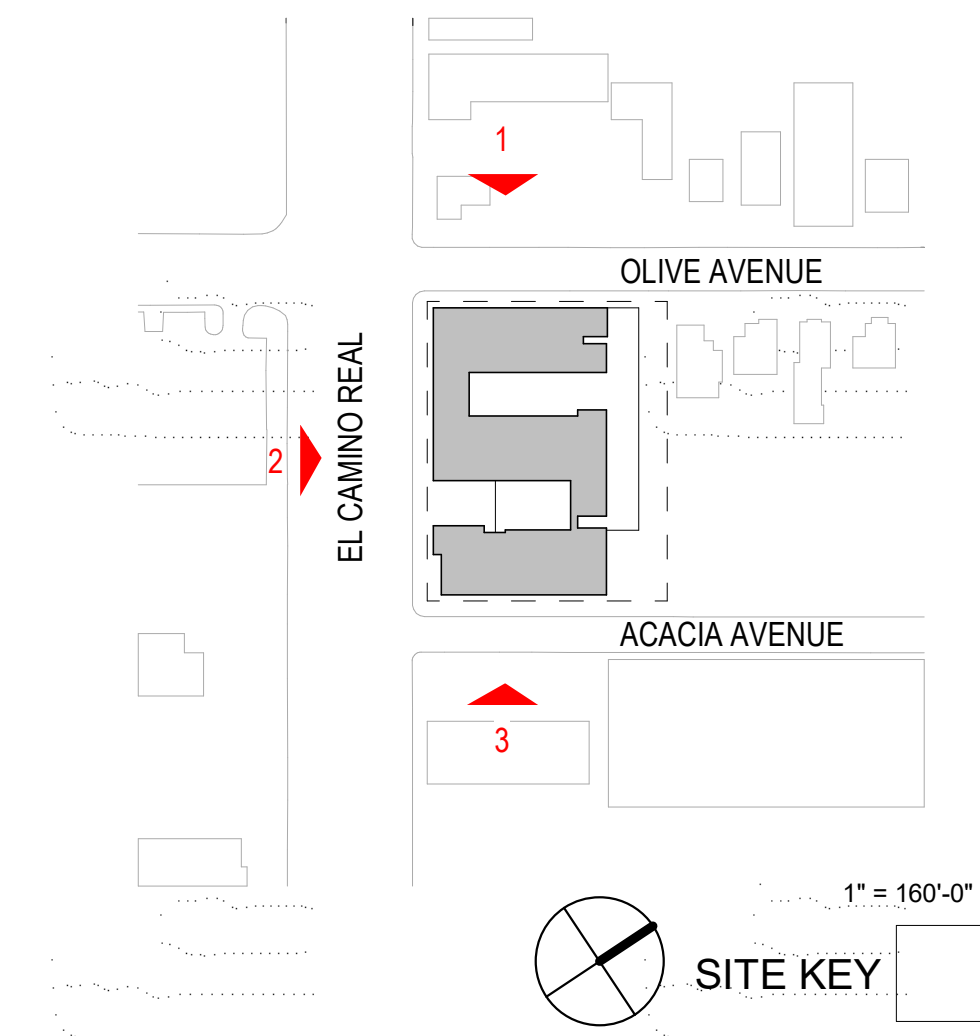 1
OLIVE AVENUE
EL CAMINO REAL
2
ACACIA AVENUE
3
1" = 160'-0"
SITE KEY